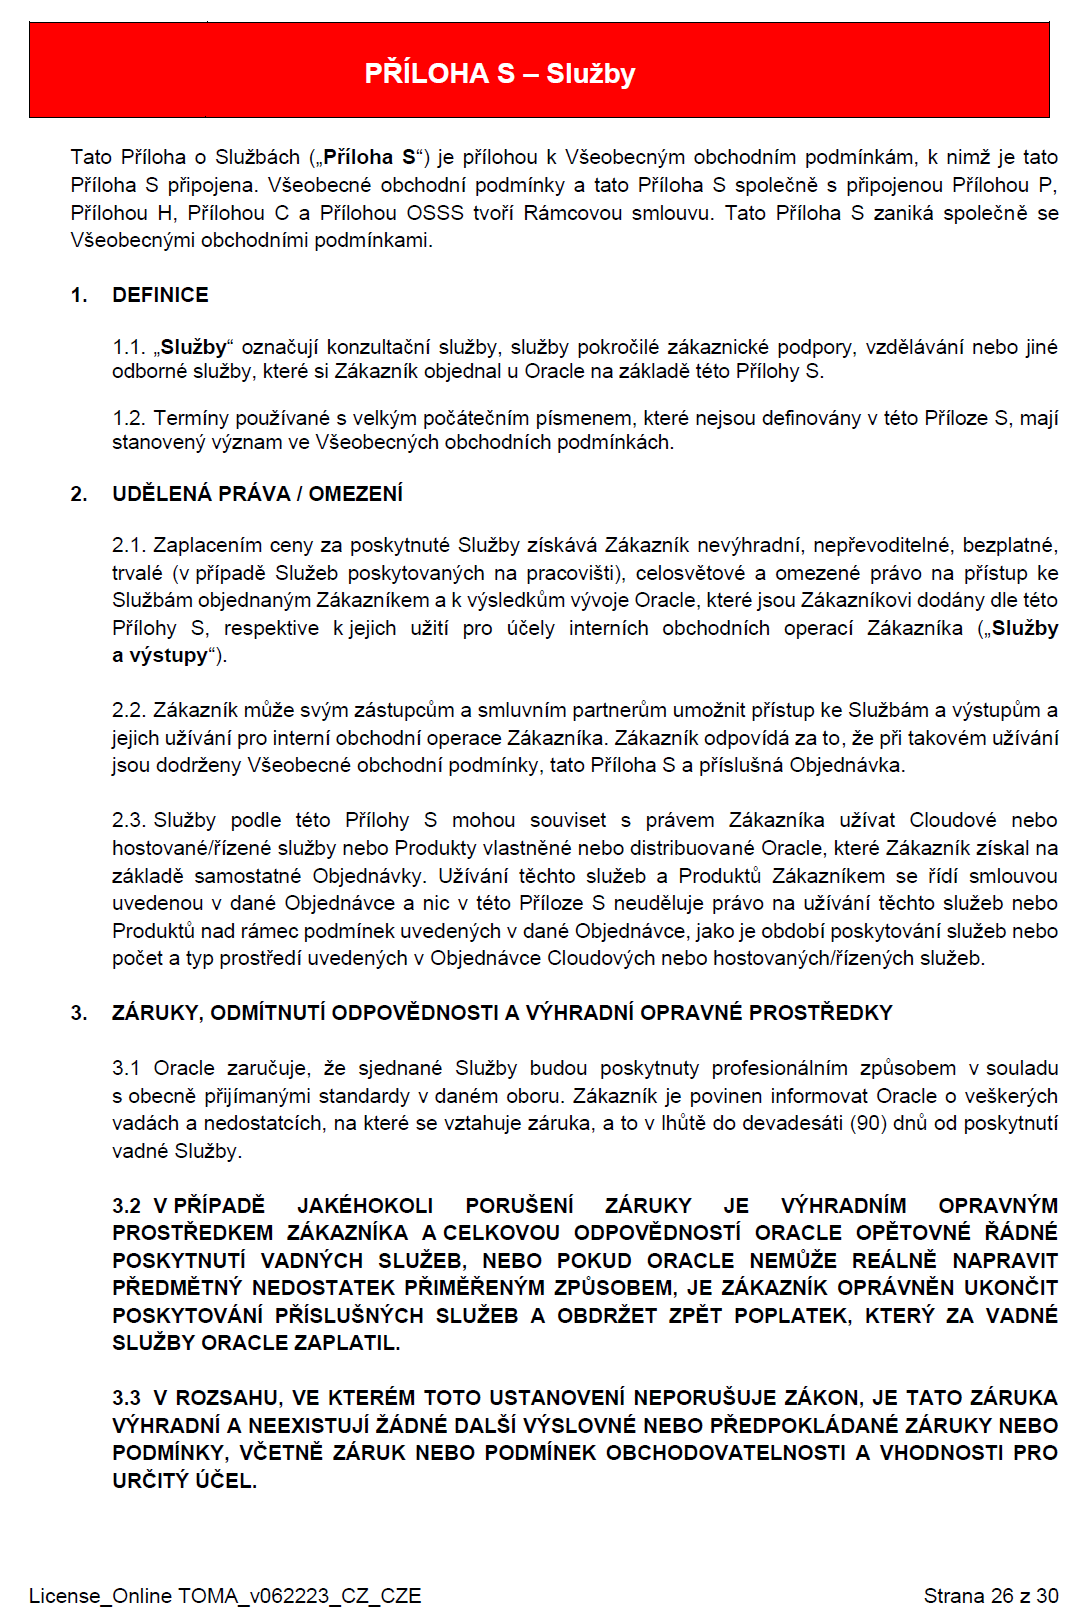 PŘÍLOHA S – Služby
Tato Příloha o Službách („Příloha S“) je přílohou k Všeobecným obchodním podmínkám, k nimž je tato
Příloha S připojena. Všeobecné obchodní podmínky a tato Příloha S společně s připojenou Přílohou P,
Přílohou H, Přílohou C a Přílohou OSSS tvoří Rámcovou smlouvu. Tato Příloha S zaniká společně se
Všeobecnými obchodními podmínkami.
1. DEFINICE
1.1. „Služby“ označují konzultační služby, služby pokročilé zákaznické podpory, vzdělávání nebo jiné
odborné služby, které si Zákazník objednal u Oracle na základě této Přílohy S.
1.2. Termíny používané s velkým počátečním písmenem, které nejsou definovány v této Příloze S, mají
stanovený význam ve Všeobecných obchodních podmínkách.
2. UDĚLENÁ PRÁVA / OMEZENÍ
2.1. Zaplacením ceny za poskytnuté Služby získává Zákazník nevýhradní, nepřevoditelné, bezplatné,
trvalé (v případě Služeb poskytovaných na pracovišti), celosvětové a omezené právo na přístup ke
Službám objednaným Zákazníkem a k výsledkům vývoje Oracle, které jsou Zákazníkovi dodány dle této
Přílohy S, respektive k jejich užití pro účely interních obchodních operací Zákazníka („Služby
a výstupy“).
2.2. Zákazník může svým zástupcům a smluvním partnerům umožnit přístup ke Službám a výstupům a
jejich užívání pro interní obchodní operace Zákazníka. Zákazník odpovídá za to, že při takovém užívání
jsou dodrženy Všeobecné obchodní podmínky, tato Příloha S a příslušná Objednávka.
2.3. Služby podle této Přílohy S mohou souviset s právem Zákazníka užívat Cloudové nebo
hostované/řízené služby nebo Produkty vlastněné nebo distribuované Oracle, které Zákazník získal na
základě samostatné Objednávky. Užívání těchto služeb a Produktů Zákazníkem se řídí smlouvou
uvedenou v dané Objednávce a nic v této Příloze S neuděluje právo na užívání těchto služeb nebo
Produktů nad rámec podmínek uvedených v dané Objednávce, jako je období poskytování služeb nebo
počet a typ prostředí uvedených v Objednávce Cloudových nebo hostovaných/řízených služeb.
3. ZÁRUKY, ODMÍTNUTÍ ODPOVĚDNOSTI A VÝHRADNÍ OPRAVNÉ PROSTŘEDKY
3.1 Oracle zaručuje, že sjednané Služby budou poskytnuty profesionálním způsobem v souladu
s obecně přijímanými standardy v daném oboru. Zákazník je povinen informovat Oracle o veškerých
vadách a nedostatcích, na které se vztahuje záruka, a to v lhůtě do devadesáti (90) dnů od poskytnutí
vadné Služby.
3.2 V PŘÍPADĚ JAKÉHOKOLI PORUŠENÍ ZÁRUKY JE VÝHRADNÍM OPRAVNÝM
PROSTŘEDKEM ZÁKAZNÍKA A CELKOVOU ODPOVĚDNOSTÍ ORACLE OPĚTOVNÉ ŘÁDNÉ
POSKYTNUTÍ VADNÝCH SLUŽEB, NEBO POKUD ORACLE NEMŮŽE REÁLNĚ NAPRAVIT
PŘEDMĚTNÝ NEDOSTATEK PŘIMĚŘENÝM ZPŮSOBEM, JE ZÁKAZNÍK OPRÁVNĚN UKONČIT
POSKYTOVÁNÍ PŘÍSLUŠNÝCH SLUŽEB A OBDRŽET ZPĚT POPLATEK, KTERÝ ZA VADNÉ
SLUŽBY ORACLE ZAPLATIL.
3.3 V ROZSAHU, VE KTERÉM TOTO USTANOVENÍ NEPORUŠUJE ZÁKON, JE TATO ZÁRUKA
VÝHRADNÍ A NEEXISTUJÍ ŽÁDNÉ DALŠÍ VÝSLOVNÉ NEBO PŘEDPOKLÁDANÉ ZÁRUKY NEBO
PODMÍNKY, VČETNĚ ZÁRUK NEBO PODMÍNEK OBCHODOVATELNOSTI A VHODNOSTI PRO
URČITÝ ÚČEL.
License_Online TOMA_v062223_CZ_CZE
Strana 26 z 30